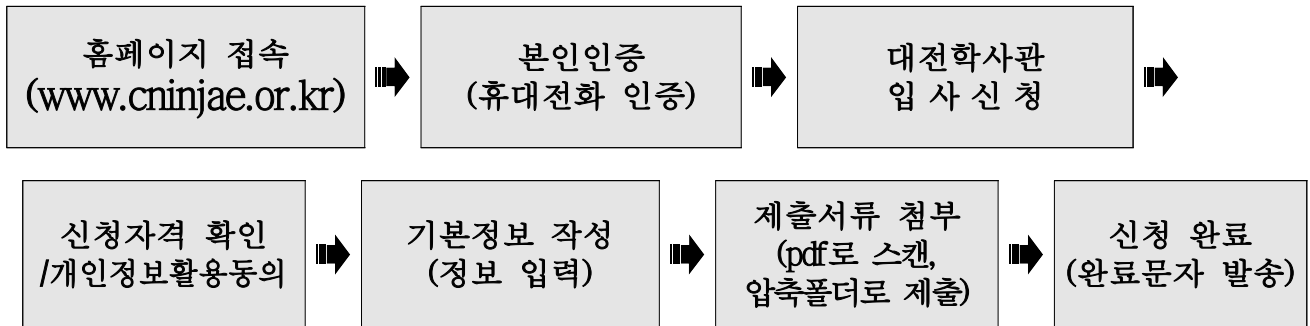 홈페이지 접속
(www.cninjae.or.kr)
본인인증
(휴대전화 인증)
대전학사관
입 사 신 청
신청자격 확인
/개인정보활용동의
기본정보 작성
(정보 입력)
제출서류 첨부
(pdf로 스캔,
압축폴더로 제출)
신청 완료
(완료문자 발송)